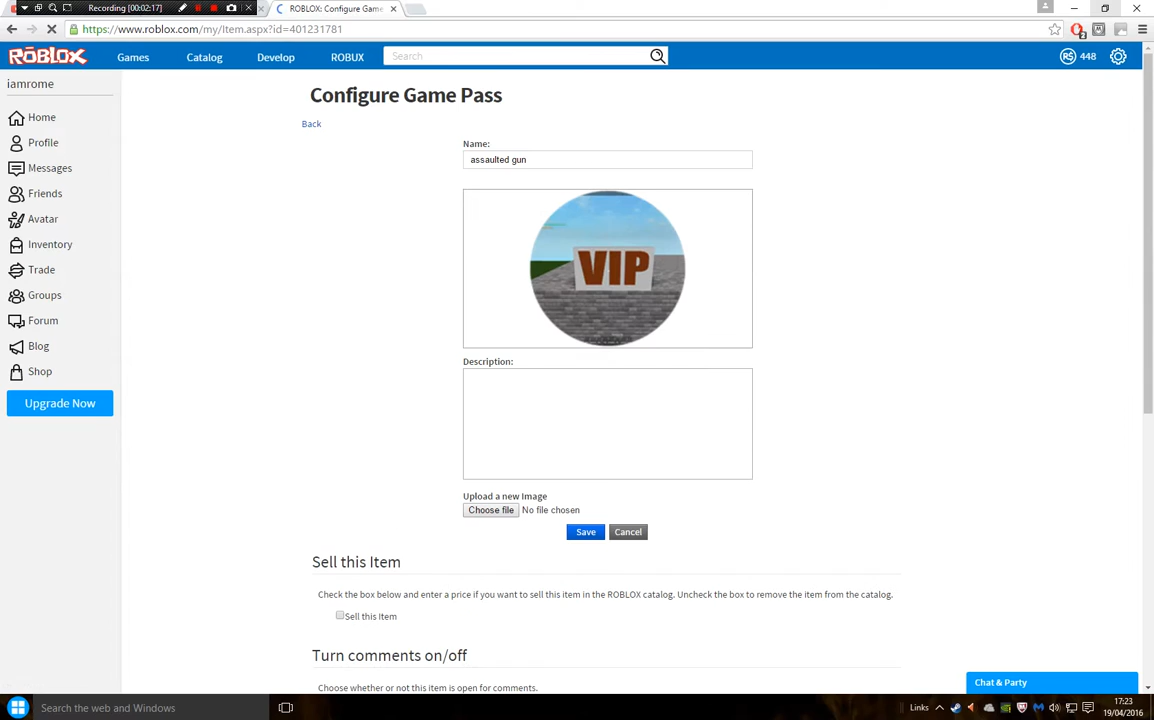 Recording [00:02:17]
ROBLOX: Configure Game
https://www.roblox.com/my/item.aspx?id=401231781
ROBLOX
Games
Catalog
Develop
ROBUX
Search
R$ 448
iamrome
Home
Profile
Messages
Friends
Avatar
Inventory
Trade
Groups
Forum
Blog
Shop
Upgrade Now
Configure Game Pass
Back
Name:
assaulted gun
VIP
Description:
Upload a new Image
Choose file No file chosen
Save
Cancel
Sell this Item
Check the box below and enter a price if you want to sell this item in the ROBLOX catalog. Uncheck the box to remove the item from the catalog.
Sell this Item
Turn comments on/off
Choose whether or not this item is open for comments.
Chat & Party
Search the web and Windows
Links
17:23
19/04/2016